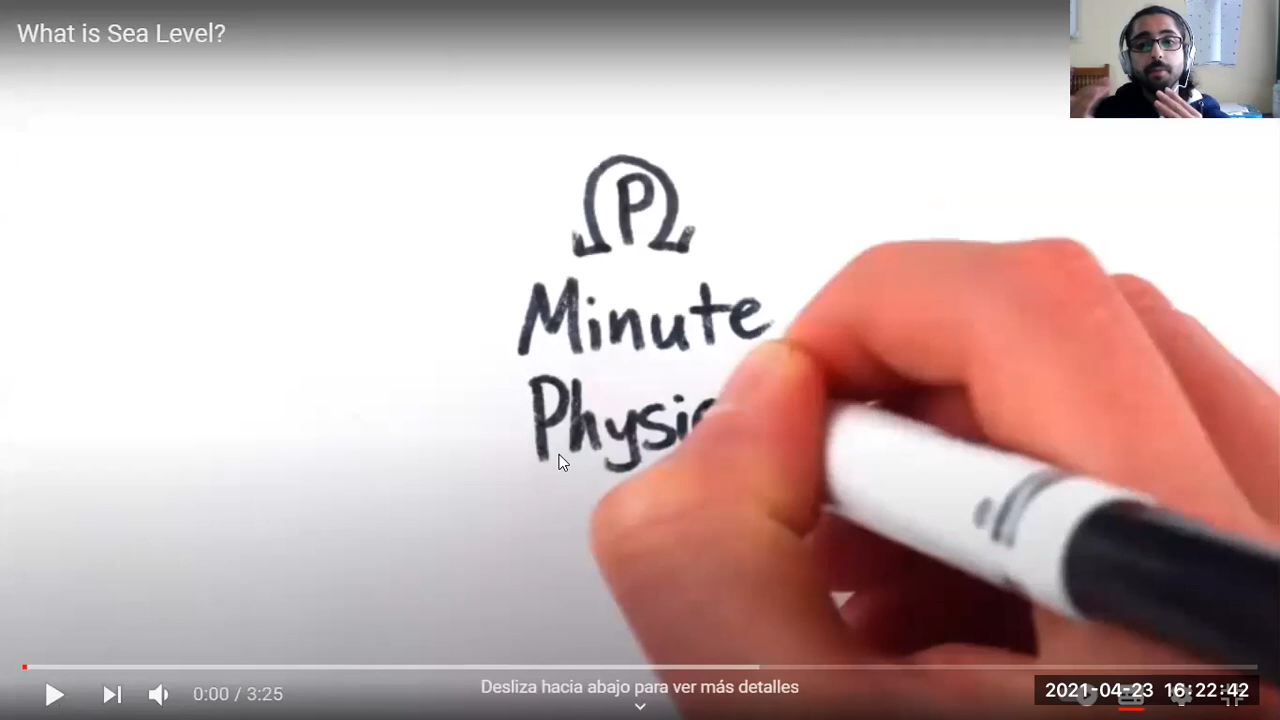 What is Sea Level?
P
Minute
Physi
0:00 / 3:25
Desliza hacia abajo para ver más detalles
2021-04-23 16:22:42